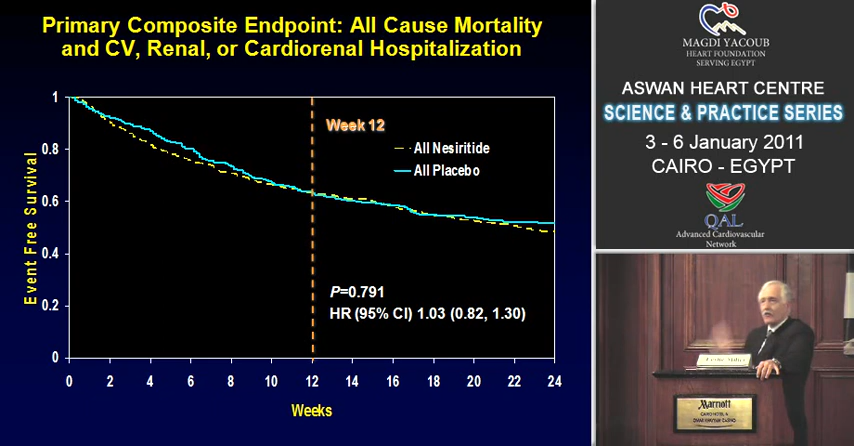 Primary Composite Endpoint: All Cause Mortality
and CV, Renal, or Cardiorenal Hospitalization
Event Free Survival
1
0.8
0.6
0.4
0.2
0
Week 12
All Nesiritide
All Placebo
P=0.791
HR (95% CI) 1.03 (0.82, 1.30)
0 2 4 6 8 10 12 14 16 18 20 22 24
Weeks
MAGDI YACOUB
HEART FOUNDATION
SERVING EGYPT
ASWAN HEART CENTRE
SCIENCE & PRACTICE SERIES
3 - 6 January 2011
CAIRO - EGYPT
QAL
Advanced Cardiovascular
Network
Marriott